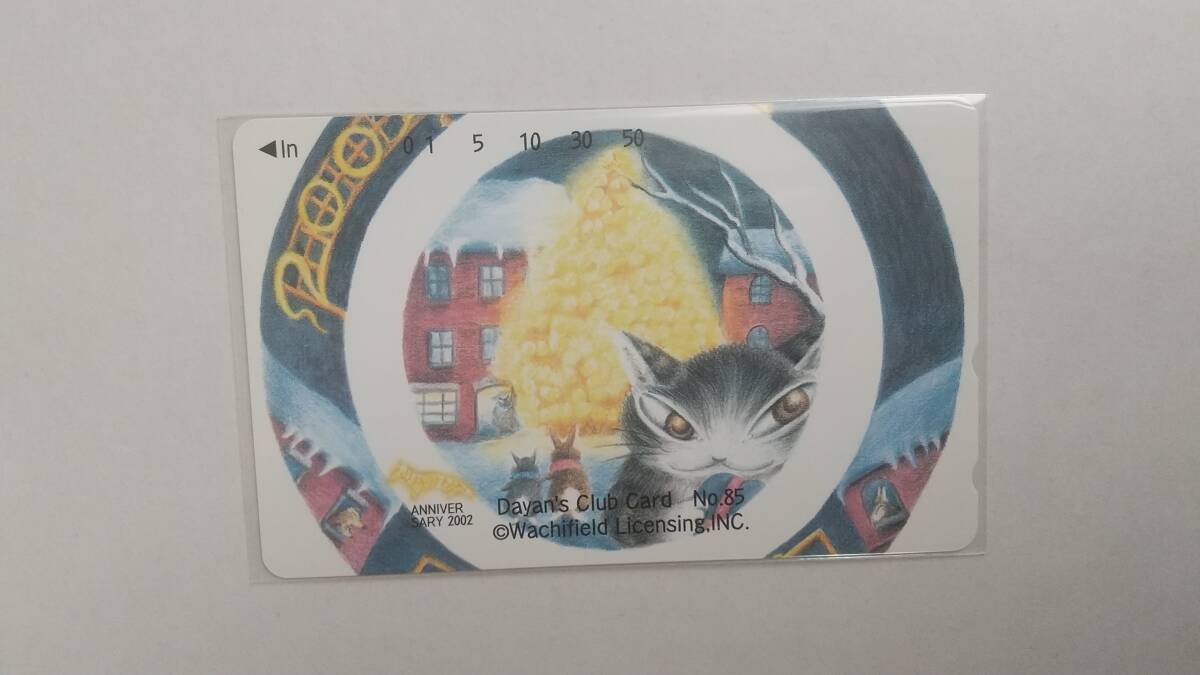 ◀In
0 1 5 10 30 50
ANNIVER
SARY 2002
Dayan's Club Card No.85
©Wachifield Licensing,INC.